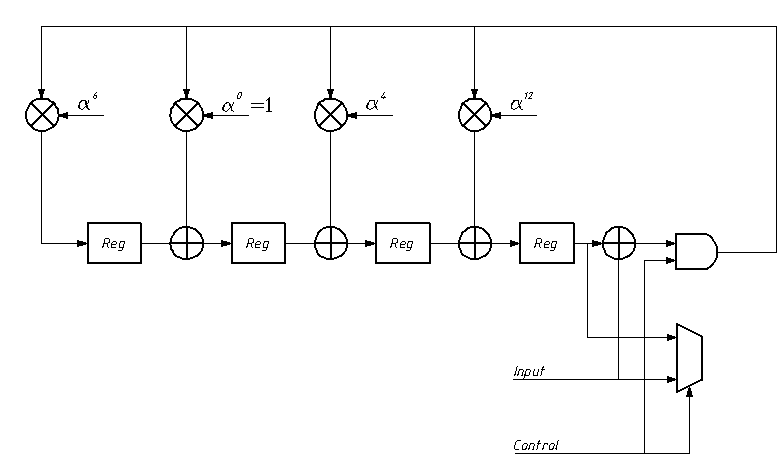 α⁶
α⁰=1
α⁴
α¹²
Reg
Reg
Reg
Reg
Input
Control